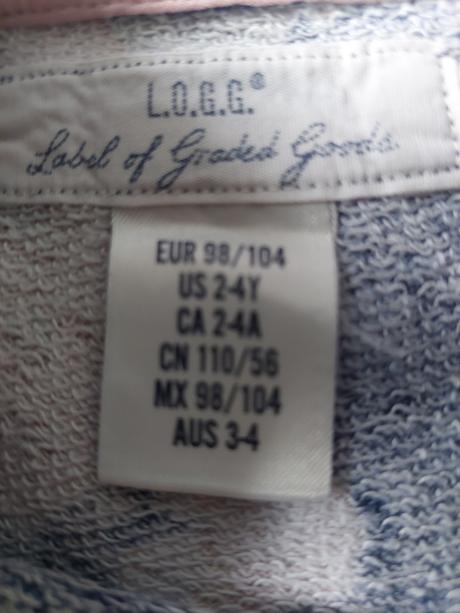 L.O.G.G.®
Label of Graded Goods
EUR 98/104
US 2-4Y
CA 2-4A
CN 110/56
MX 98/104
AUS 3-4